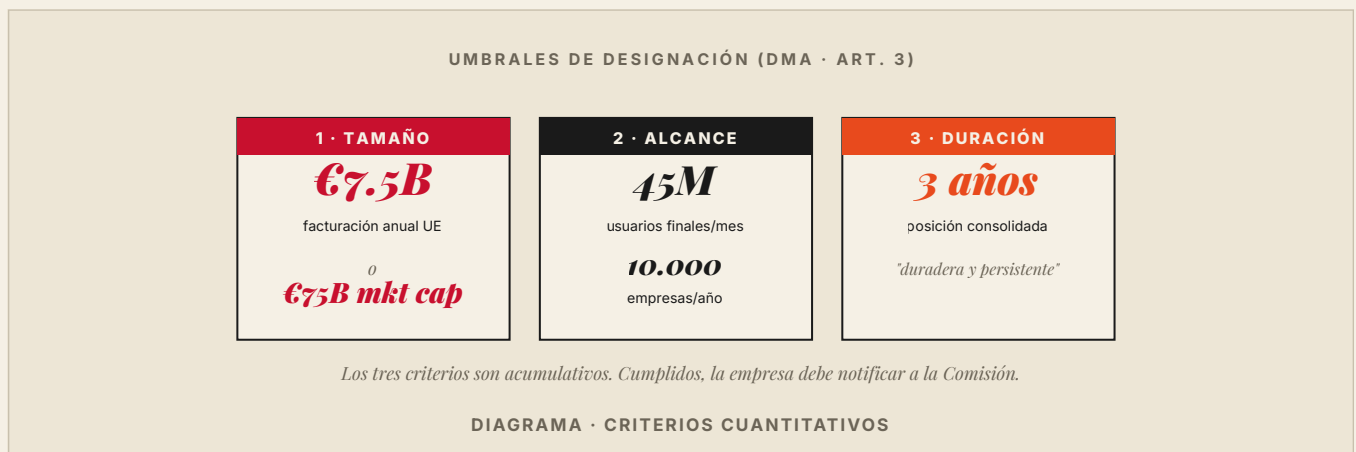 UMBRALES DE DESIGNACIÓN (DMA · ART. 3)
1 · TAMAÑO
€7.5B
facturación anual UE
o
€75B mkt cap
2 · ALCANCE
45M
usuarios finales/mes
10.000
empresas/año
3 · DURACIÓN
3 años
posición consolidada
"duradera y persistente"
Los tres criterios son acumulativos. Cumplidos, la empresa debe notificar a la Comisión.
DIAGRAMA · CRITERIOS CUANTITATIVOS